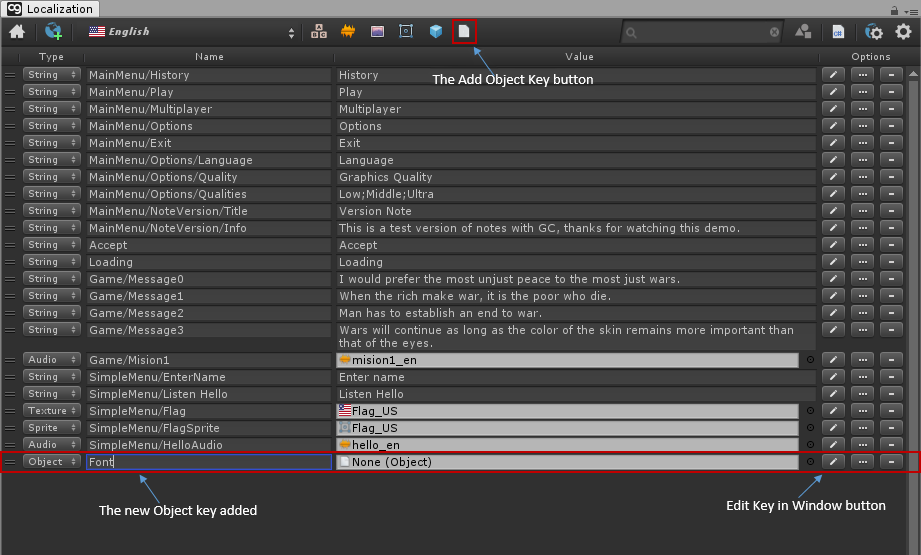 cg Localization
English
The Add Object Key button
Type Name Value Options
String MainMenu/History History
String MainMenu/Play Play
String MainMenu/Multiplayer Multiplayer
String MainMenu/Options Options
String MainMenu/Exit Exit
String MainMenu/Options/Language Language
String MainMenu/Options/Quality Graphics Quality
String MainMenu/Options/Qualities Low;Middle;Ultra
String MainMenu/NoteVersion/Title Version Note
String MainMenu/NoteVersion/Info This is a test version of notes with GC, thanks for watching this demo.
String Accept Accept
String Loading Loading
String Game/Message0 I would prefer the most unjust peace to the most just wars.
String Game/Message1 When the rich make war, it is the poor who die.
String Game/Message2 Man has to establish an end to war.
String Game/Message3 Wars will continue as long as the color of the skin remains more important than
that of the eyes.
Audio Game/Mision1 mision1_en
String SimpleMenu/EnterName Enter name
String SimpleMenu/Listen Hello Listen Hello
Texture SimpleMenu/Flag Flag_US
Sprite SimpleMenu/FlagSprite Flag_US
Audio SimpleMenu/HelloAudio hello_en
Object Font None (Object)
The new Object key added
Edit Key in Window button